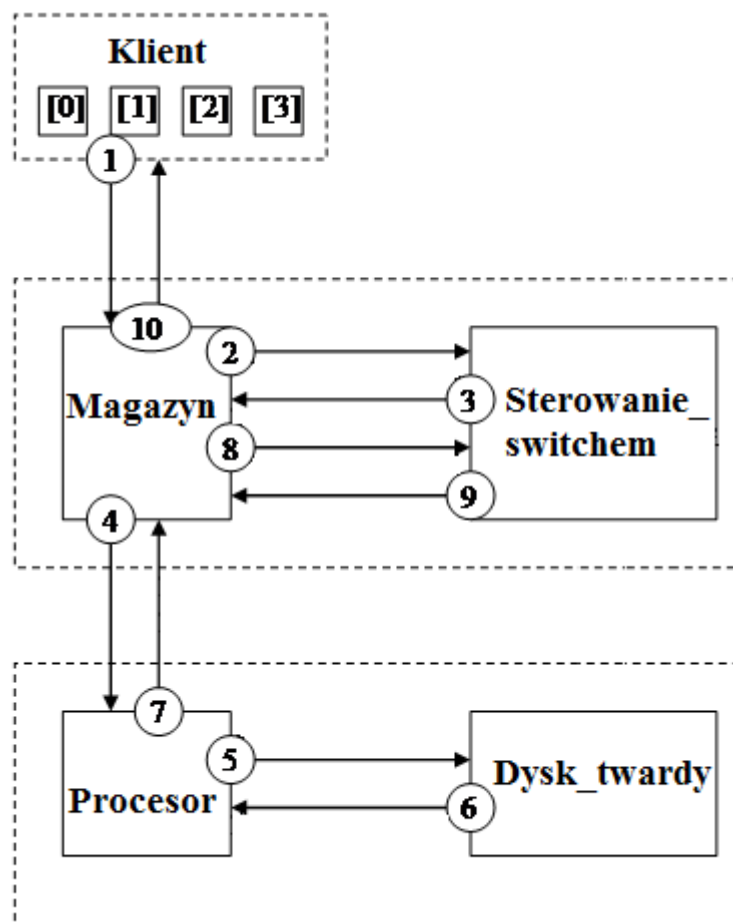 Klient
[0] [1] [2] [3]
1
10
2
Magazyn
3
Sterowanie_
switchem
8
9
4
7
5
Procesor
Dysk_twardy
6